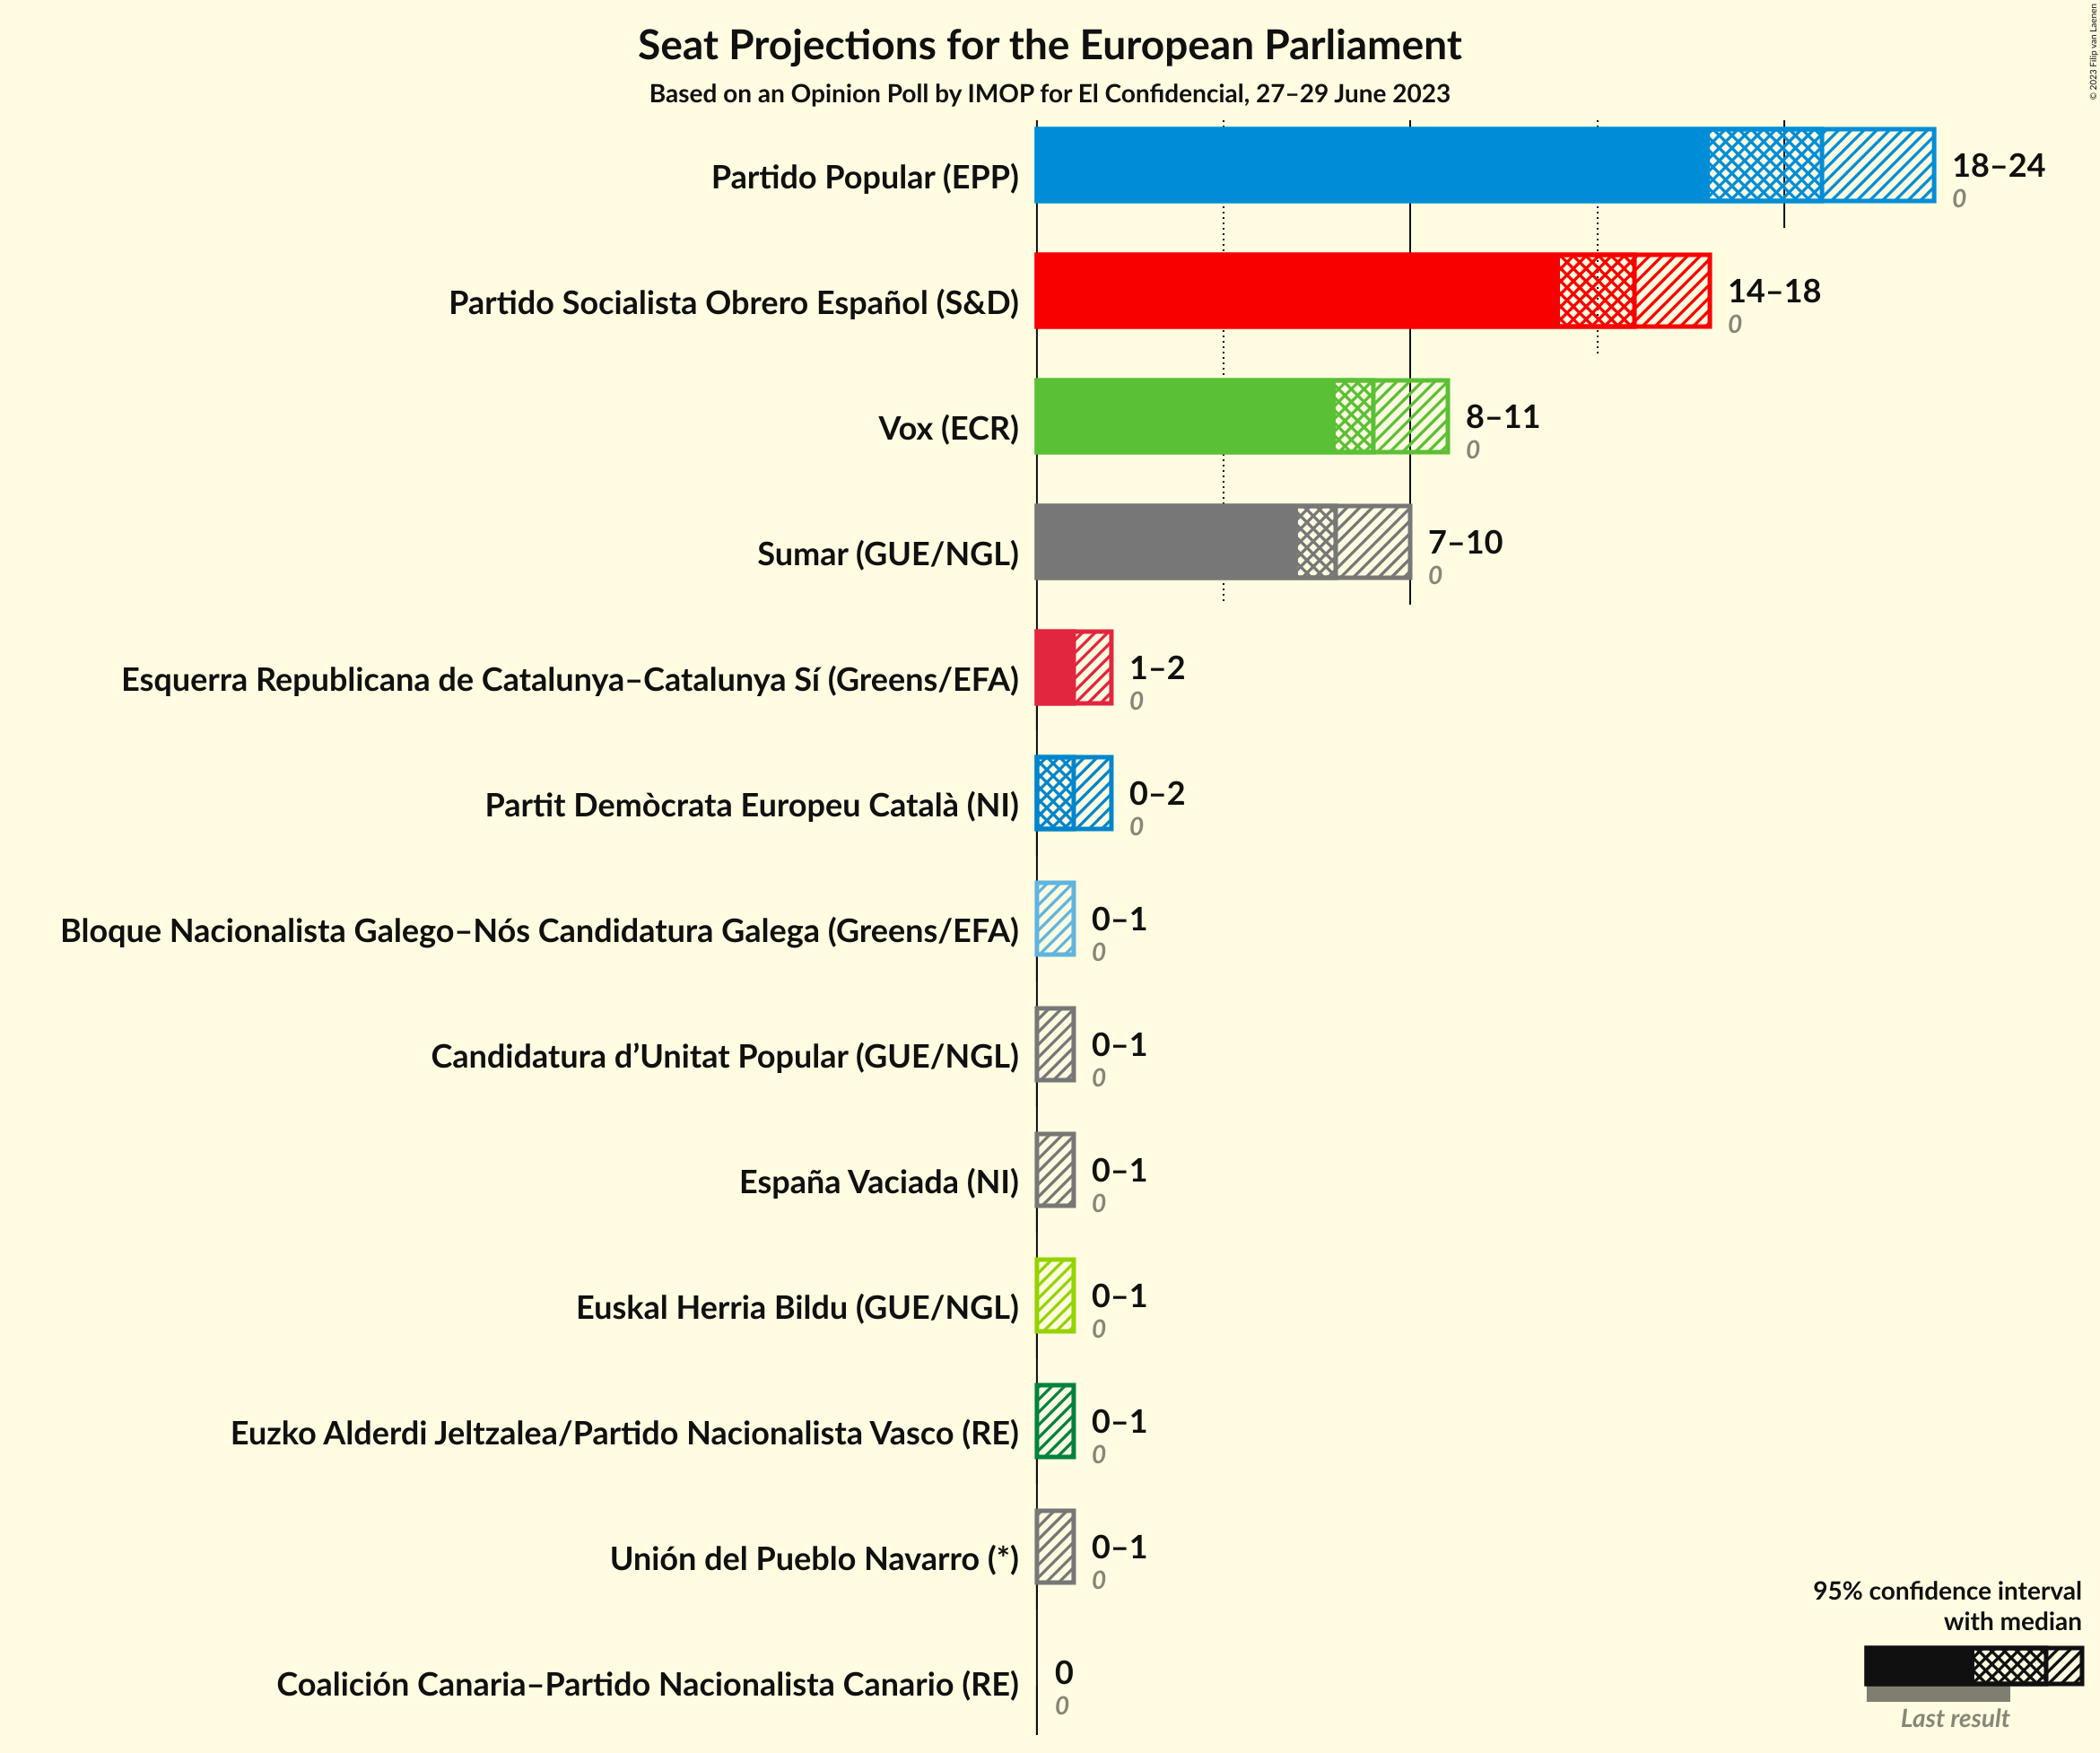 Seat Projections for the European Parliament
Based on an Opinion Poll by IMOP for El Confidencial, 27–29 June 2023
© 2023 Filip van Laenen
Partido Popular (EPP)
18–24
0
Partido Socialista Obrero Español (S&D)
14–18
0
Vox (ECR)
8–11
0
Sumar (GUE/NGL)
7–10
0
Esquerra Republicana de Catalunya–Catalunya Sí (Greens/EFA)
1–2
0
Partit Demòcrata Europeu Català (NI)
0–2
0
Bloque Nacionalista Galego–Nós Candidatura Galega (Greens/EFA)
0–1
0
Candidatura d’Unitat Popular (GUE/NGL)
0–1
0
España Vaciada (NI)
0–1
0
Euskal Herria Bildu (GUE/NGL)
0–1
0
Euzko Alderdi Jeltzalea/Partido Nacionalista Vasco (RE)
0–1
0
Unión del Pueblo Navarro (*)
0–1
0
Coalición Canaria–Partido Nacionalista Canario (RE)
0
0
95% confidence interval
with median
Last result